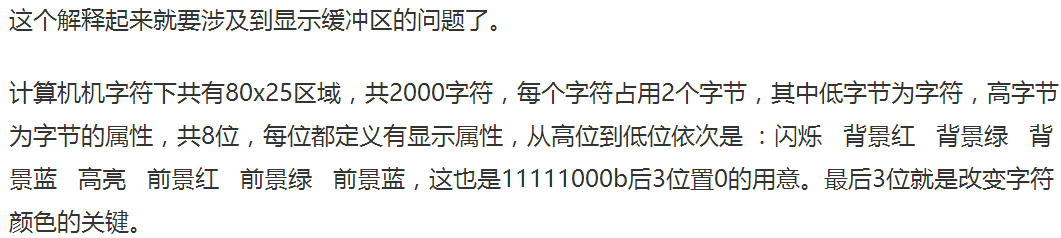 这个解释起来就要涉及到显示缓冲区的问题了。
计算机机字符下共有80x25区域，共2000字符，每个字符占用2个字节，其中低字节为字符，高字节
为字节的属性，共8位，每位都定义有显示属性，从高位到低位依次是 ：闪烁 背景红 背景绿 背
景蓝 高亮 前景红 前景绿 前景蓝，这也是11111000b后3位置0的用意。最后3位就是改变字符
颜色的关键。